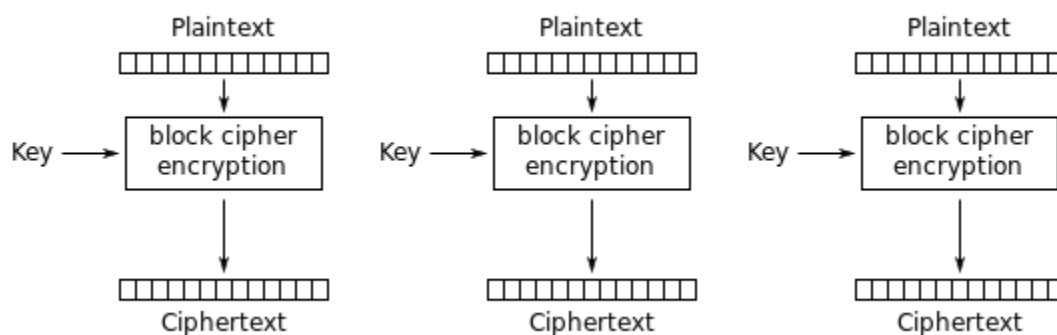 Plaintext Plaintext Plaintext
Key block cipher encryption Key block cipher encryption Key block cipher encryption
Ciphertext Ciphertext Ciphertext